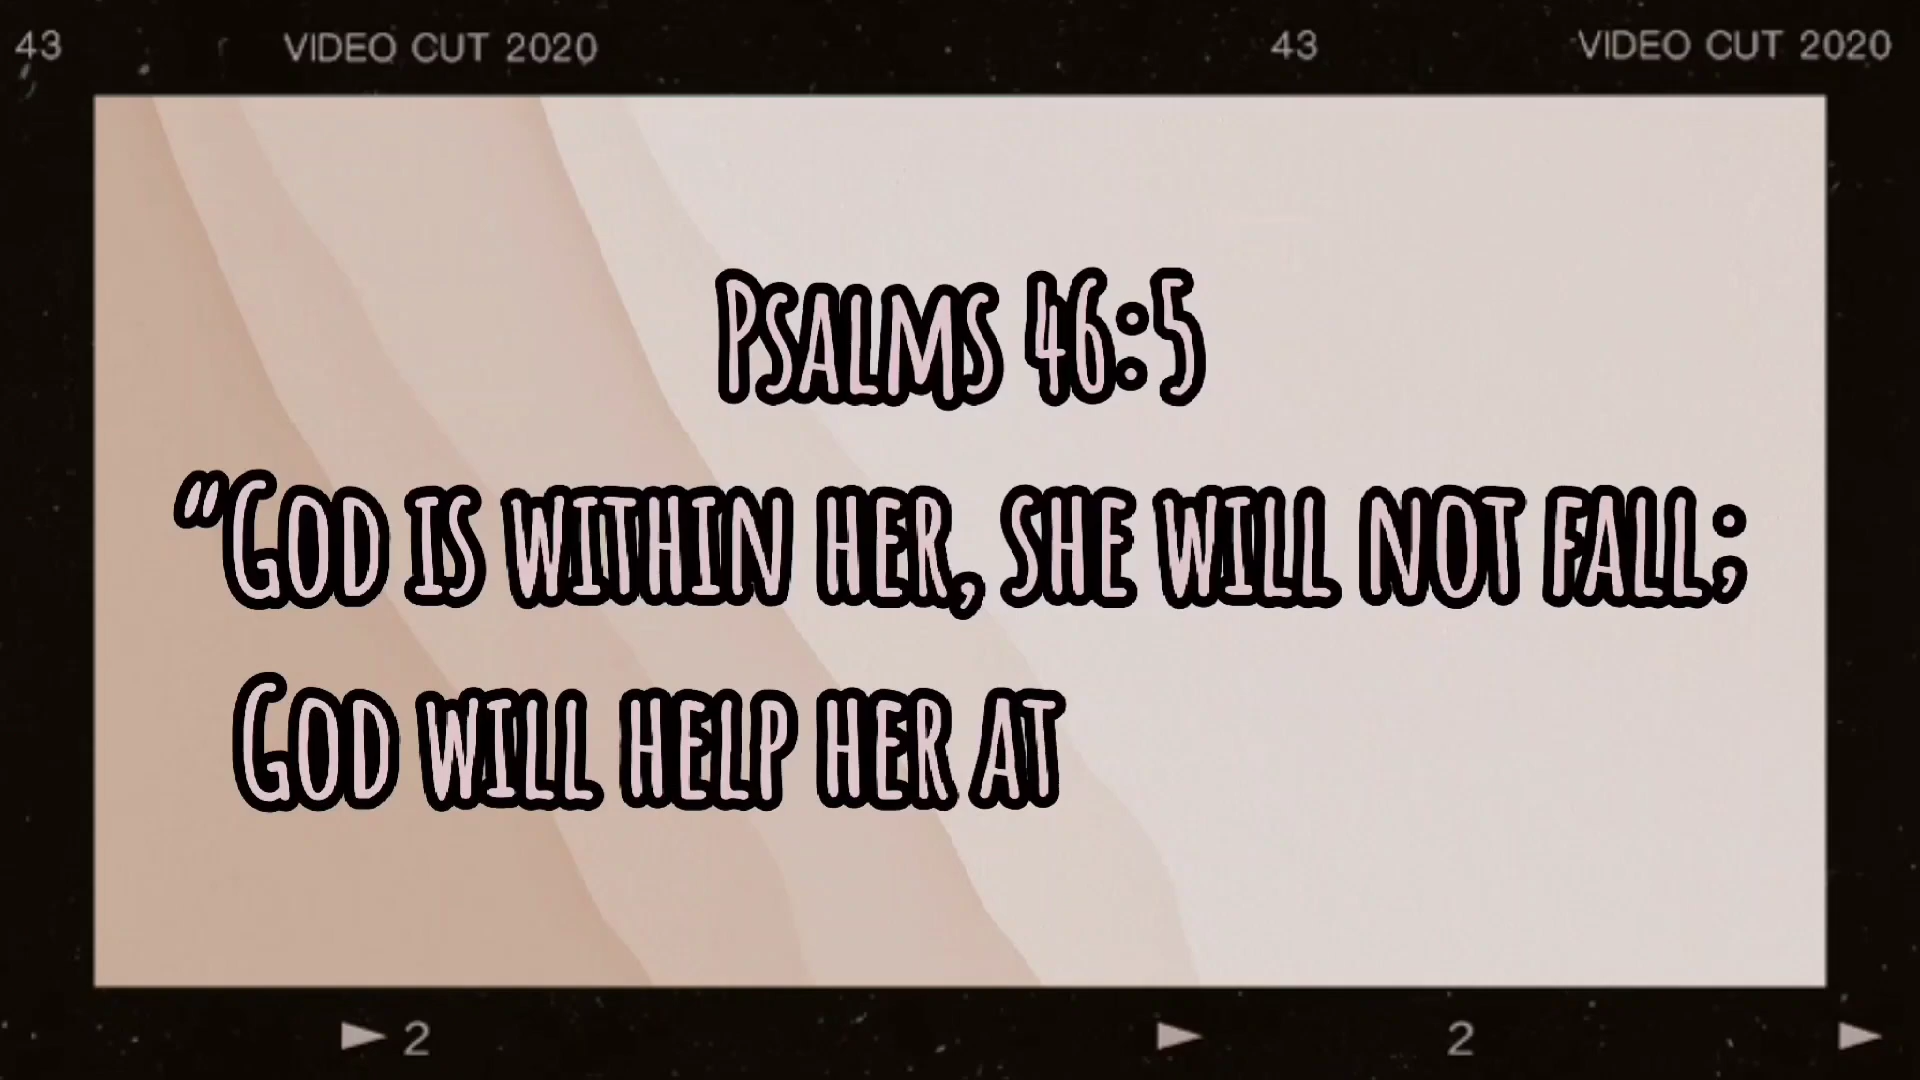 43 VIDEO CUT 2020 43 VIDEO CUT 2020
Psalms 46:5
“God is within her, she will not fall;
God will help her at
2 2